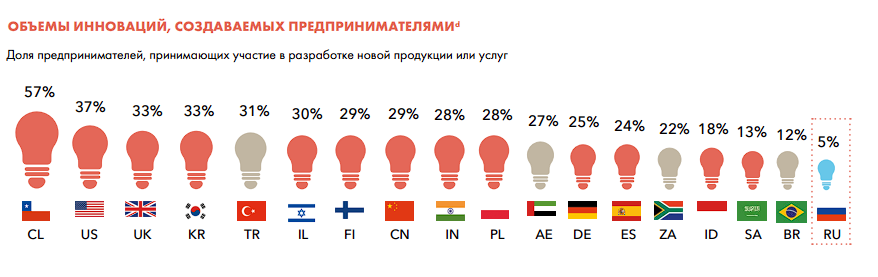 ОБЪЕМЫ ИННОВАЦИЙ, СОЗДАВАЕМЫХ ПРЕДПРИНИМАТЕЛЯМИᵈ
Доля предпринимателей, принимающих участие в разработке новой продукции или услуг
57% 37% 33% 33% 31% 30% 29% 29% 28% 28% 27% 25% 24% 22% 18% 13% 12% 5%
CL US UK KR TR IL FI CN IN PL AE DE ES ZA ID SA BR RU